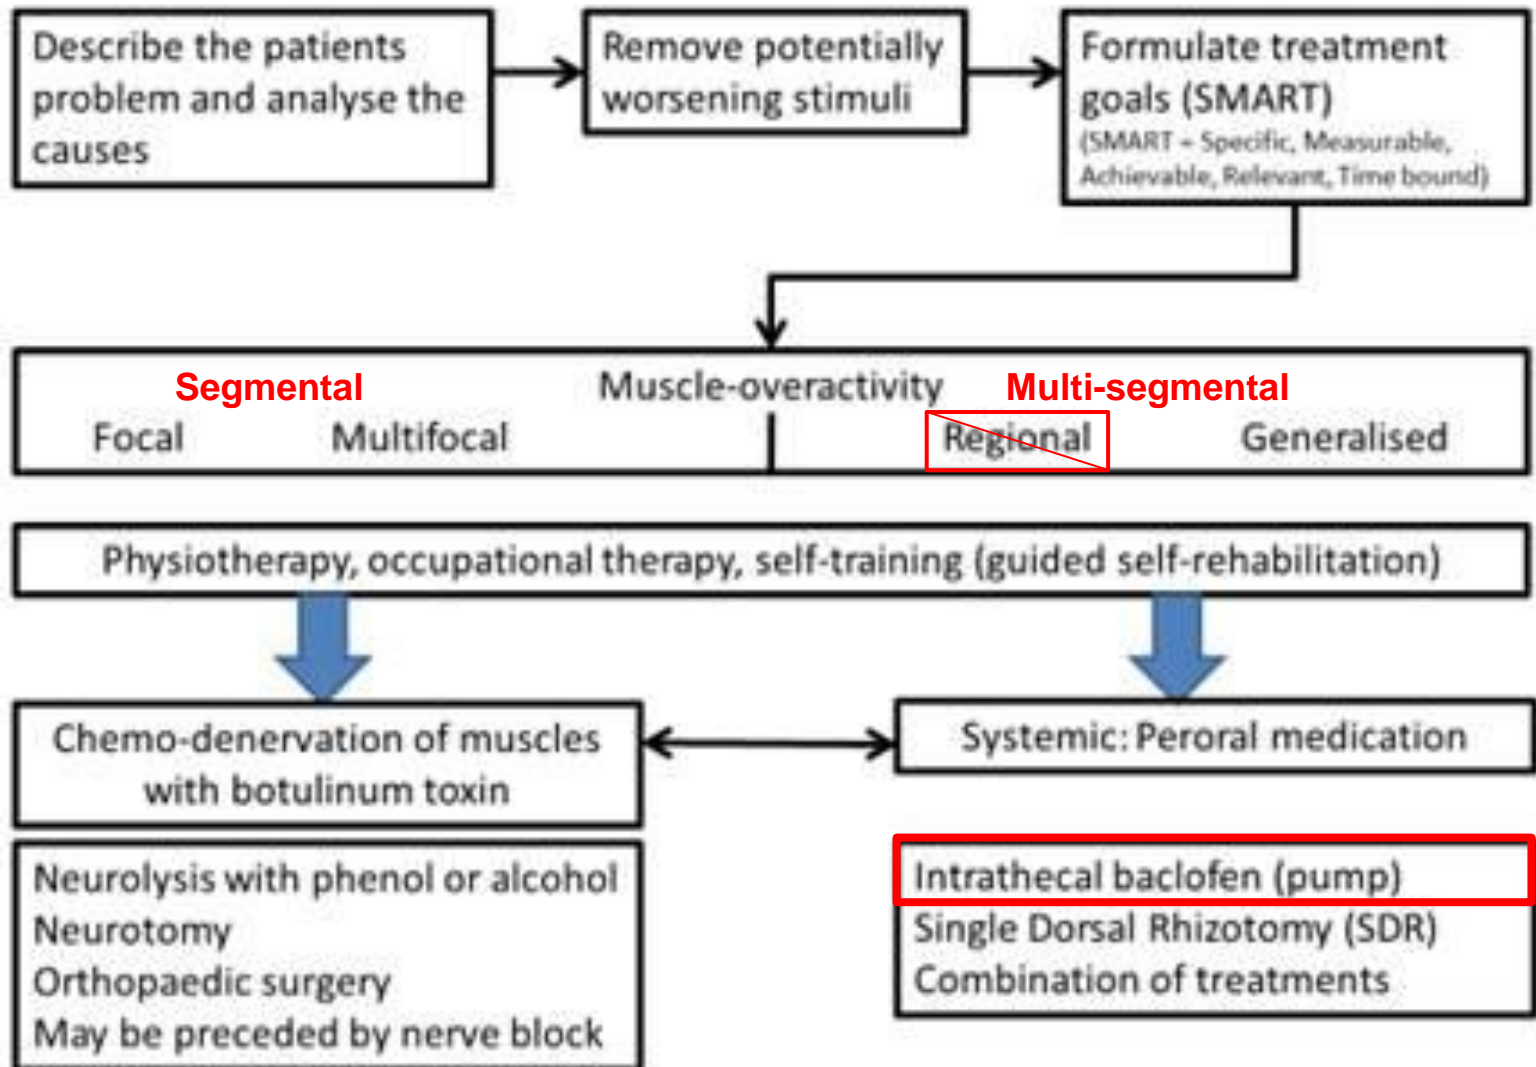 Describe the patients
problem and analyse the
causes
Remove potentially
worsening stimuli
Formulate treatment
goals (SMART)
(SMART = Specific, Measurable,
Achievable, Relevant, Time bound)
Segmental Muscle-overactivity Multi-segmental
Focal Multifocal Regional Generalised
Physiotherapy, occupational therapy, self-training (guided self-rehabilitation)
Chemo-denervation of muscles
with botulinum toxin
Systemic: Peroral medication
Neurolysis with phenol or alcohol
Neurotomy
Orthopaedic surgery
May be preceded by nerve block
Intrathecal baclofen (pump)
Single Dorsal Rhizotomy (SDR)
Combination of treatments